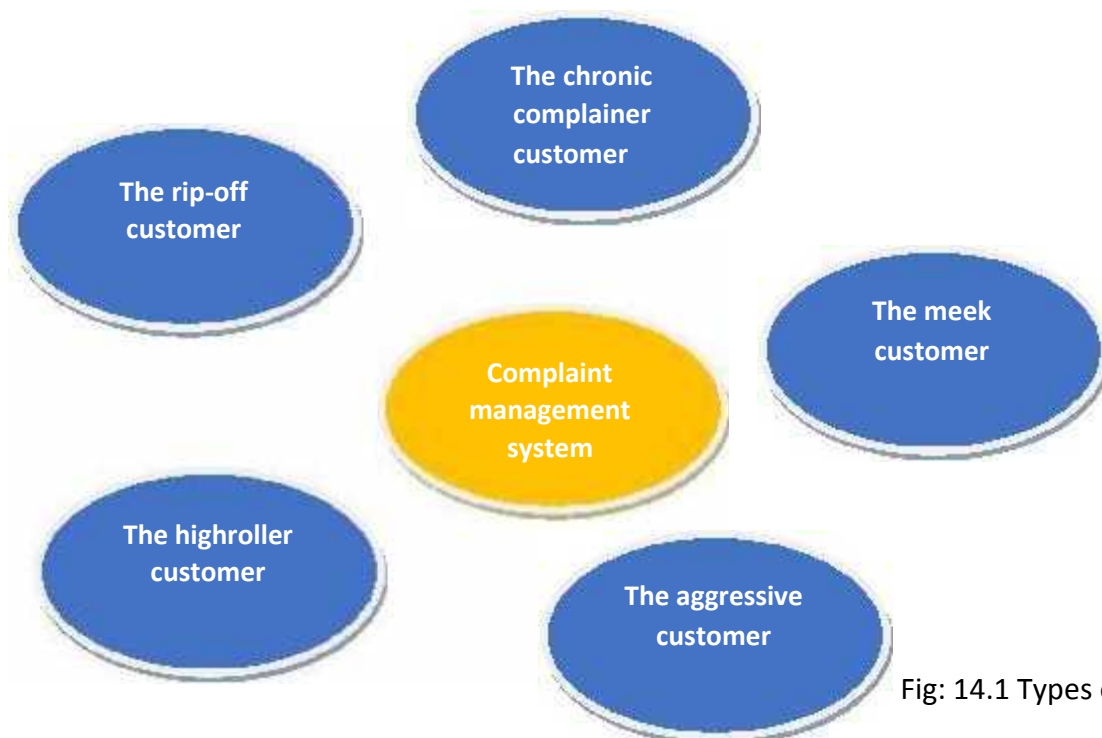 The chronic
complainer
customer
The rip-off
customer
The meek
customer
Complaint
management
system
The highroller
customer
The aggressive
customer
Fig: 14.1 Types